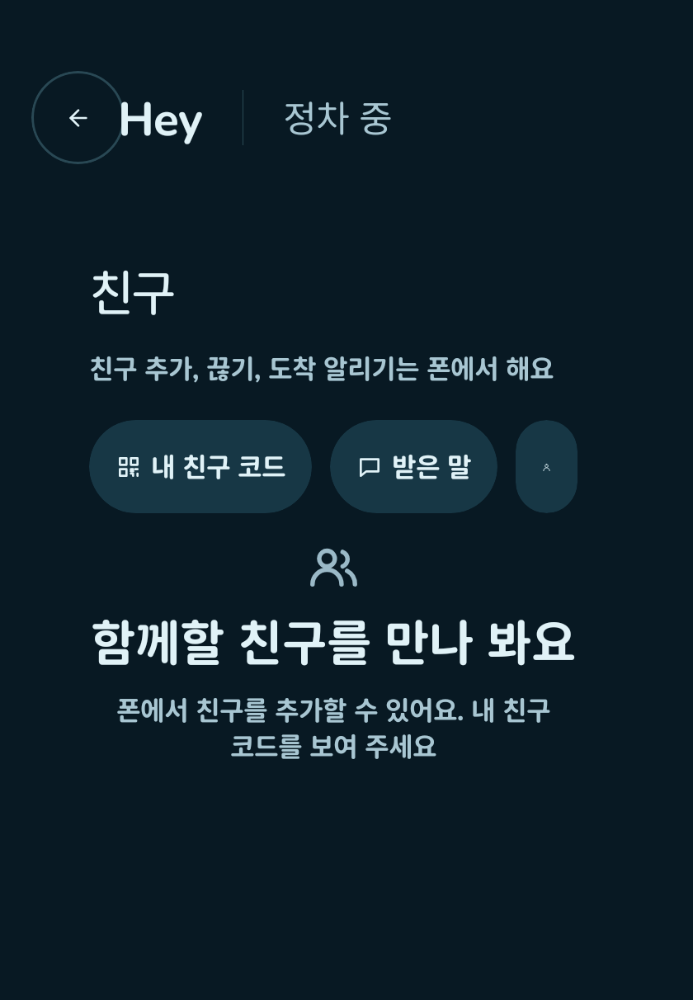 Hey
정차 중
친구
친구 추가, 끊기, 도착 알리기는 폰에서 해요
내 친구 코드
받은 말
함께할 친구를 만나 봐요
폰에서 친구를 추가할 수 있어요. 내 친구
코드를 보여 주세요